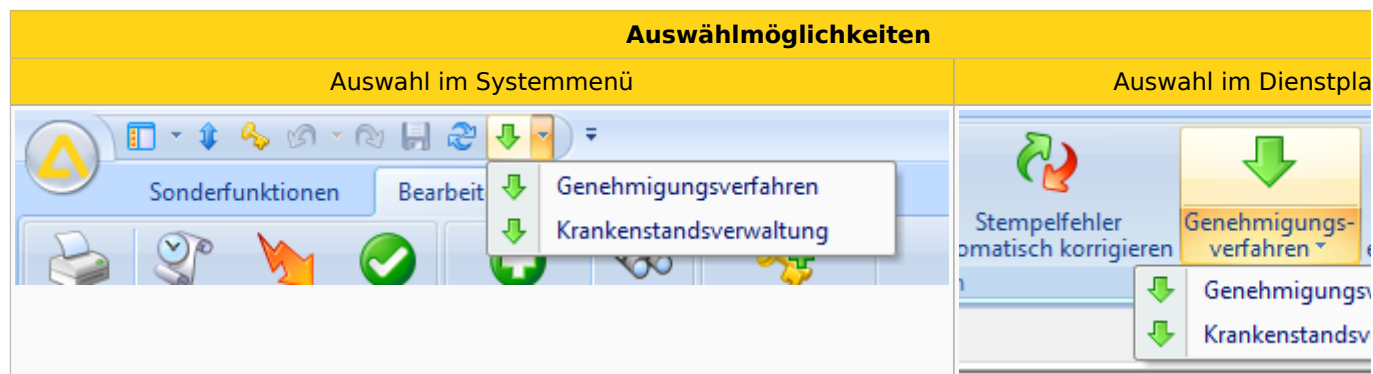 Auswählmöglichkeiten
Auswahl im Systemmenü
Auswahl im Dienstpla
Sonderfunktionen Bearbeit
Genehmigungsverfahren
Krankenstandsverwaltung
Stempelfehler
omatisch korrigieren
Genehmigungs-
verfahren
Genehmigungsv
Krankenstandsv